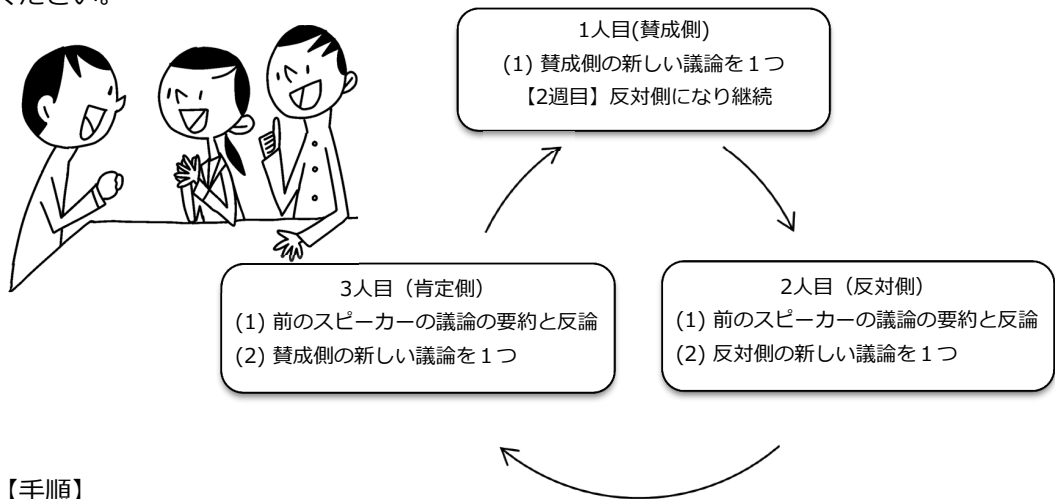 ください。
1人目(賛成側)
(1) 賛成側の新しい議論を１つ
【2週目】反対側になり継続
3人目（肯定側）
(1) 前のスピーカーの議論の要約と反論
(2) 賛成側の新しい議論を１つ
2人目（反対側）
(1) 前のスピーカーの議論の要約と反論
(2) 反対側の新しい議論を１つ
【手順】